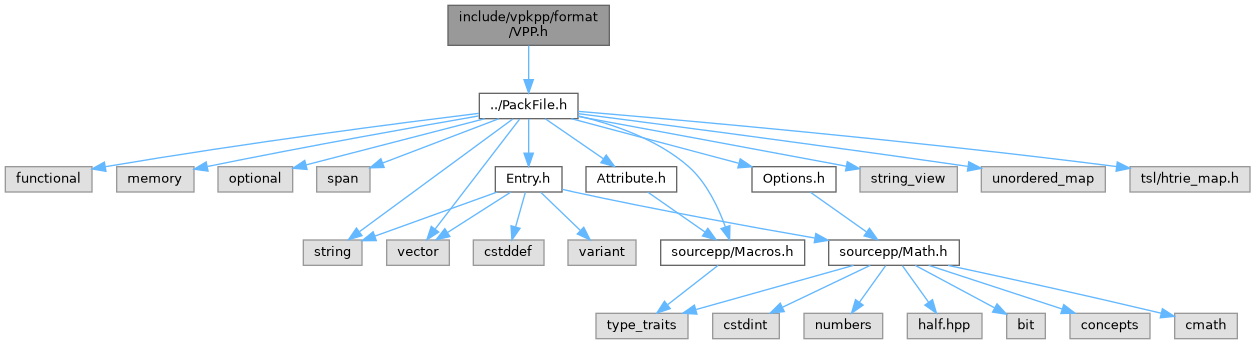 include/vpkpp/format
/VPP.h
../PackFile.h
functional
memory
optional
span
Entry.h
Attribute.h
Options.h
string_view
unordered_map
tsl/htrie_map.h
string
vector
cstddef
variant
sourcepp/Macros.h
sourcepp/Math.h
type_traits
cstdint
numbers
half.hpp
bit
concepts
cmath